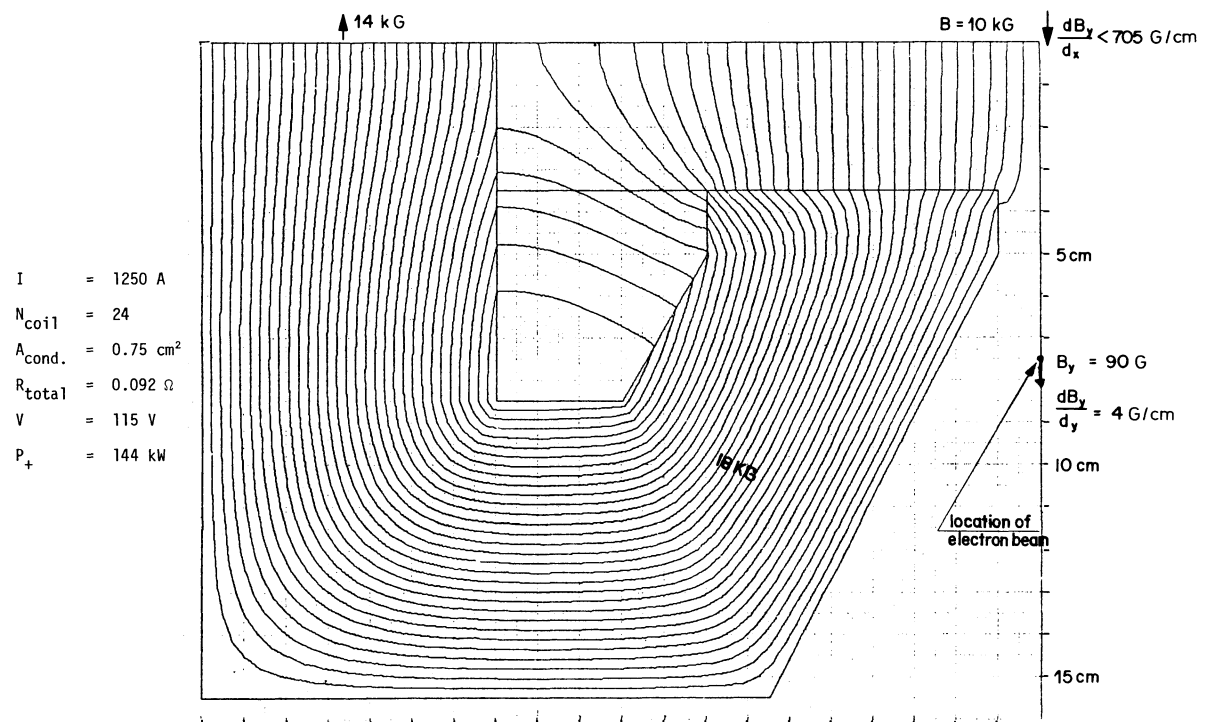 14 kG
B = 10 kG
dB_y
d_x
< 705 G/cm
I = 1250 A
N_coil = 24
A_cond. = 0.75 cm²
R_total = 0.092 Ω
V = 115 V
P_+ = 144 kW
5 cm
B_y = 90 G
dB_y
d_y
= 4 G/cm
10 cm
18 KG
location of
electron beam
15 cm